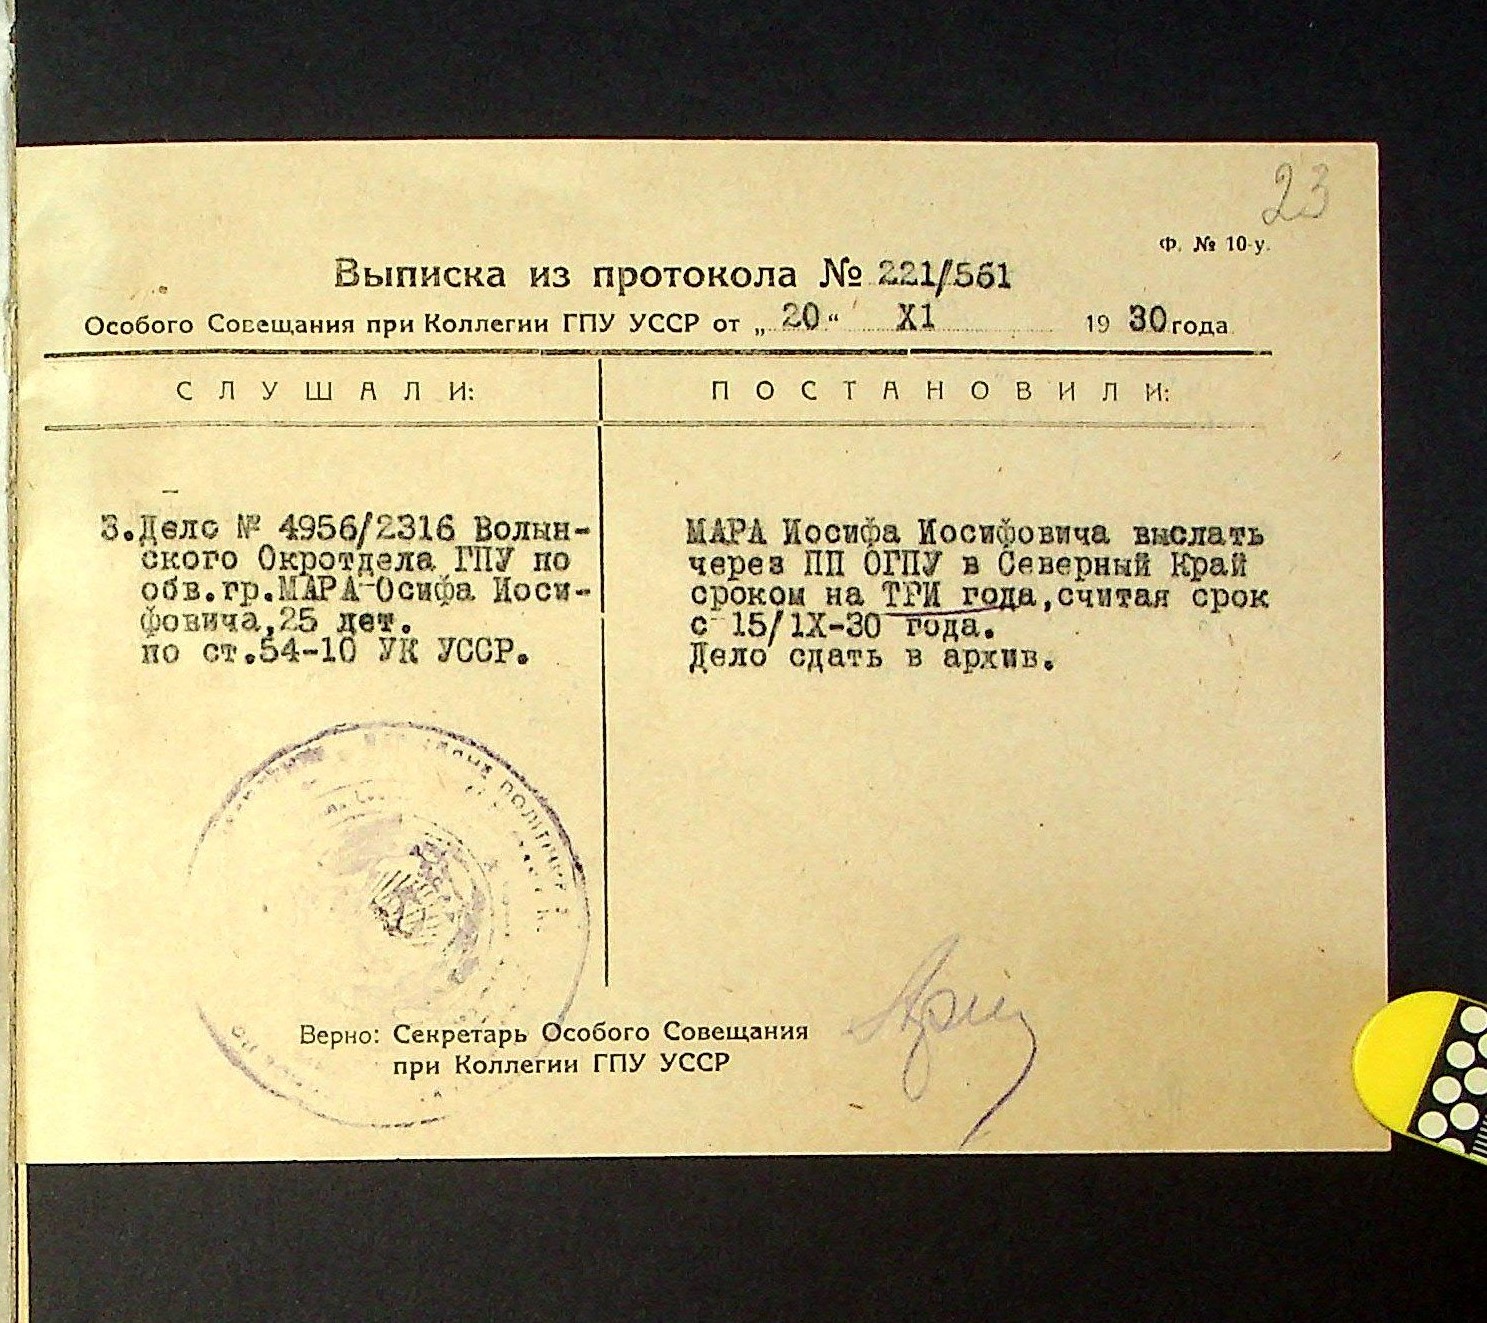 23
Ф. № 10-у.
Выписка из протокола № 221/561
Особого Совещания при Коллегии ГПУ УССР от „20“ X1 1930 года
СЛУШАЛИ: ПОСТАНОВИЛИ:
3.Дело № 4956/2316 Волын-
ского Окротдела ГПУ по
обв.гр.МАРА-Осифа Иоси-
фовича,25 лет.
по ст.54-10 УК УССР.
МАРА Иосифа Иосифовича выслать
через ПП ОГПУ в Северный Край
сроком на ТРИ года,считая срок
с 15/1X-30 года.
Дело сдать в архив.
Верно: Секретарь Особого Совещания
при Коллегии ГПУ УССР